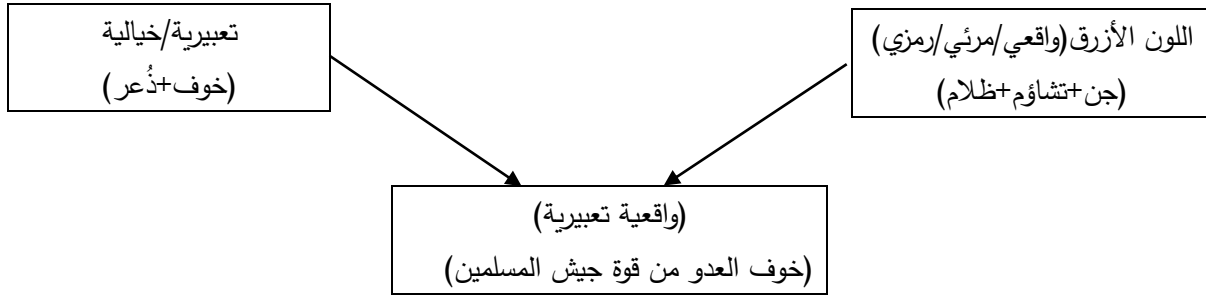 اللون الأزرق(واقعي/مرئي/رمزي)
(جن+تشاؤم+ظلام)
تعبيرية/خيالية
(خوف+ذُعر)
(واقعية تعبيرية)
(خوف العدو من قوة جيش المسلمين)